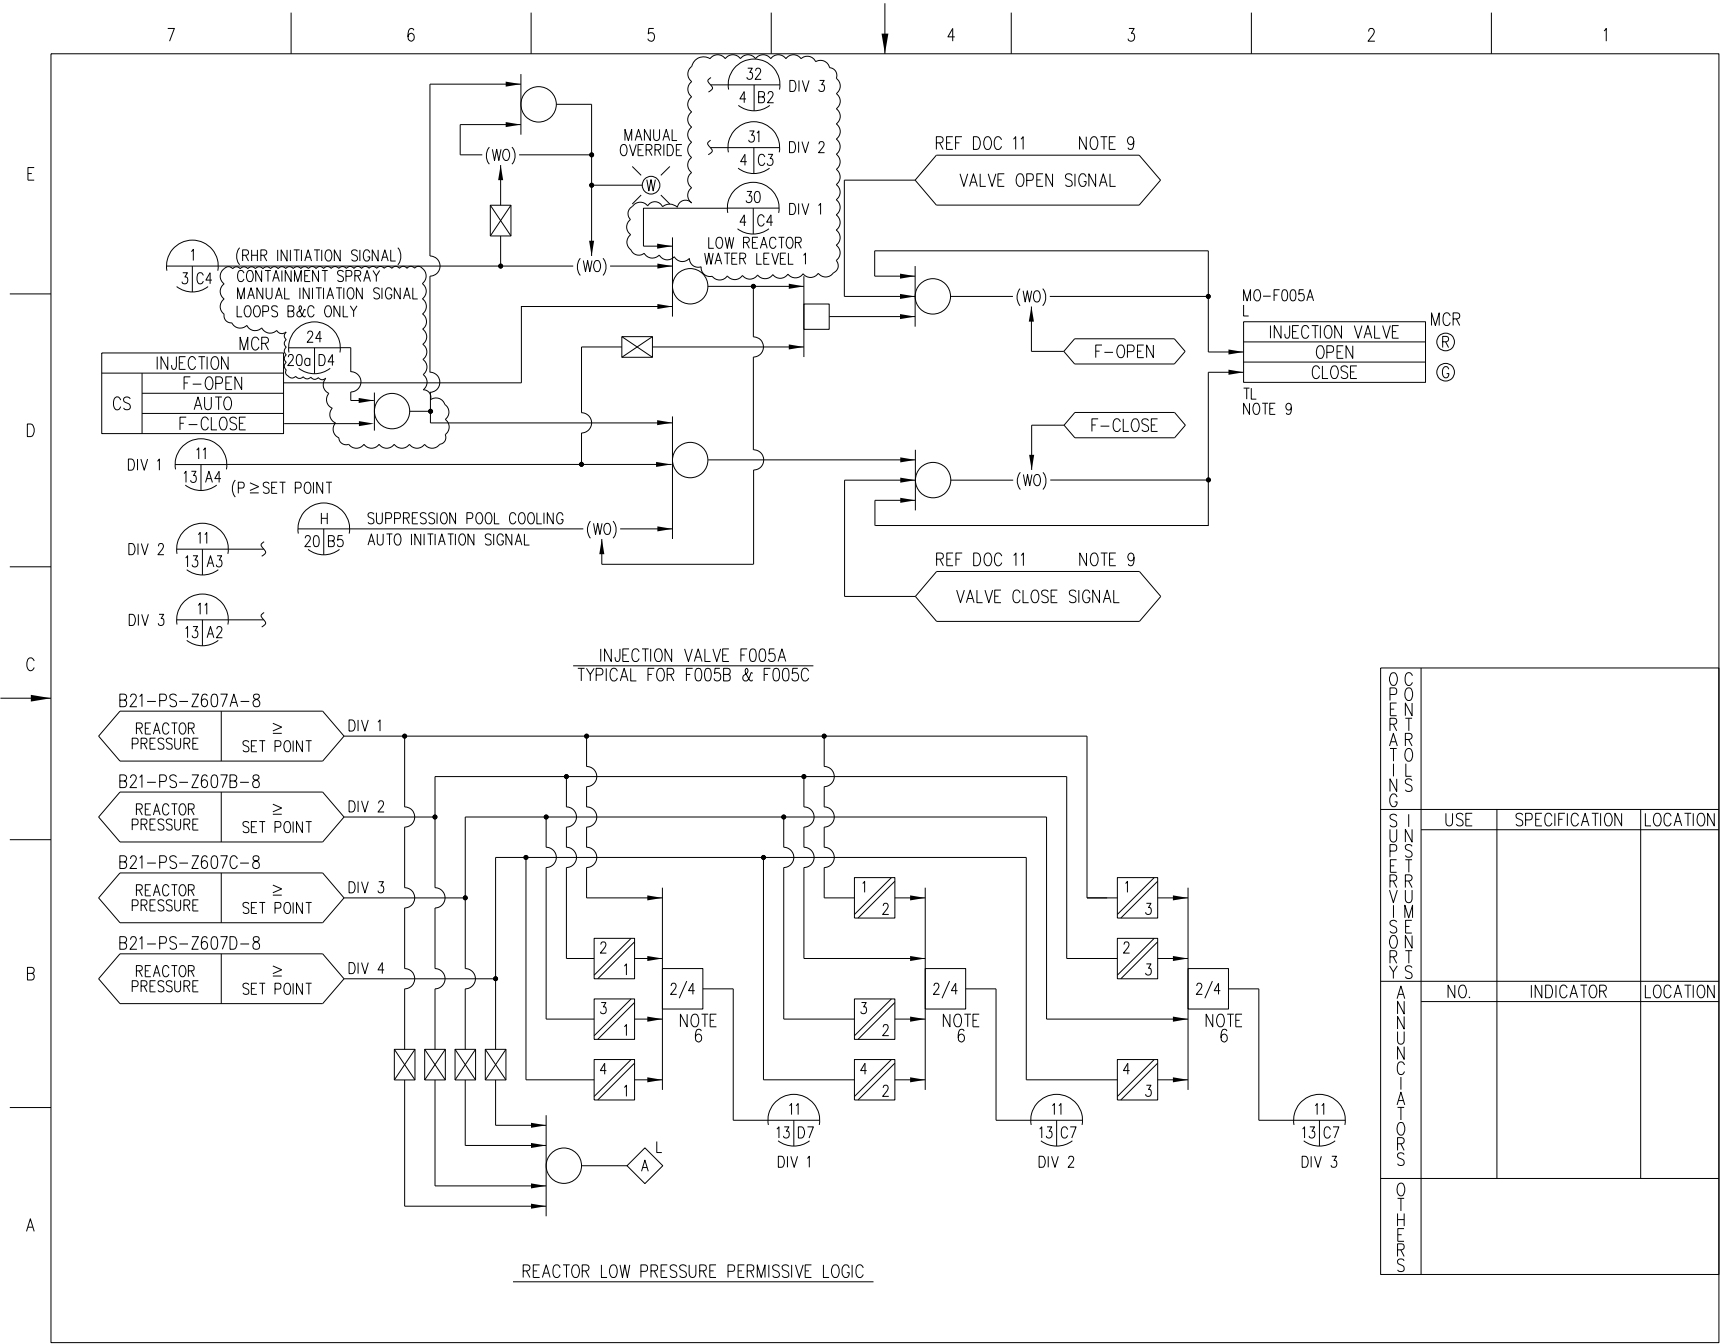 7 6 5 4 3 2 1
E
D
C
B
A
32
4 B2
DIV 3
31
4 C3
DIV 2
30
4 C4
DIV 1
LOW REACTOR
WATER LEVEL 1
MANUAL
OVERRIDE
W
(WO)
(WO)
1
3 C4
(RHR INITIATION SIGNAL)
CONTAINMENT SPRAY
MANUAL INITIATION SIGNAL
LOOPS B&C ONLY
24
20a D4
MCR
INJECTION
CS
F-OPEN
AUTO
F-CLOSE
DIV 1
11
13 A4
(P ≥ SET POINT
H
20 B5
SUPPRESSION POOL COOLING
AUTO INITIATION SIGNAL
(WO)
DIV 2
11
13 A3
DIV 3
11
13 A2
REF DOC 11 NOTE 9
VALVE OPEN SIGNAL
(WO)
F-OPEN
MO-F005A
L
INJECTION VALVE
OPEN
CLOSE
MCR
R
G
TL
NOTE 9
F-CLOSE
(WO)
REF DOC 11 NOTE 9
VALVE CLOSE SIGNAL
INJECTION VALVE F005A
TYPICAL FOR F005B & F005C
B21-PS-Z607A-8
REACTOR
PRESSURE
≥
SET POINT
DIV 1
B21-PS-Z607B-8
REACTOR
PRESSURE
≥
SET POINT
DIV 2
B21-PS-Z607C-8
REACTOR
PRESSURE
≥
SET POINT
DIV 3
B21-PS-Z607D-8
REACTOR
PRESSURE
≥
SET POINT
DIV 4
2 1
3 1
4 1
2/4
NOTE
6
1 2
3 2
4 2
2/4
NOTE
6
1 3
2 3
4 3
2/4
NOTE
6
11
13 D7
DIV 1
11
13 C7
DIV 2
11
13 C7
DIV 3
A
L
REACTOR LOW PRESSURE PERMISSIVE LOGIC
OPERATING
CONTROLS
SUPERVISORY
INSTRUMENTS
USE SPECIFICATION LOCATION
ANNUNCIATORS
NO. INDICATOR LOCATION
OTHERS